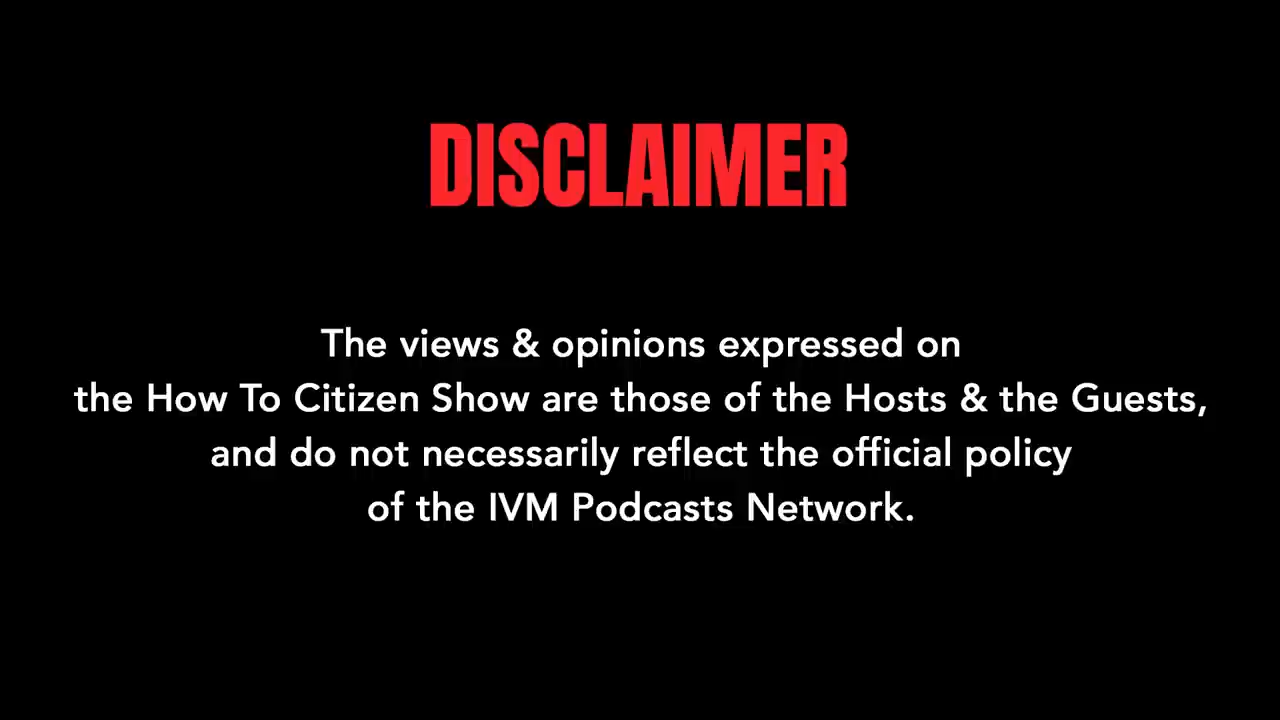 DISCLAIMER
The views & opinions expressed on
the How To Citizen Show are those of the Hosts & the Guests,
and do not necessarily reflect the official policy
of the IVM Podcasts Network.